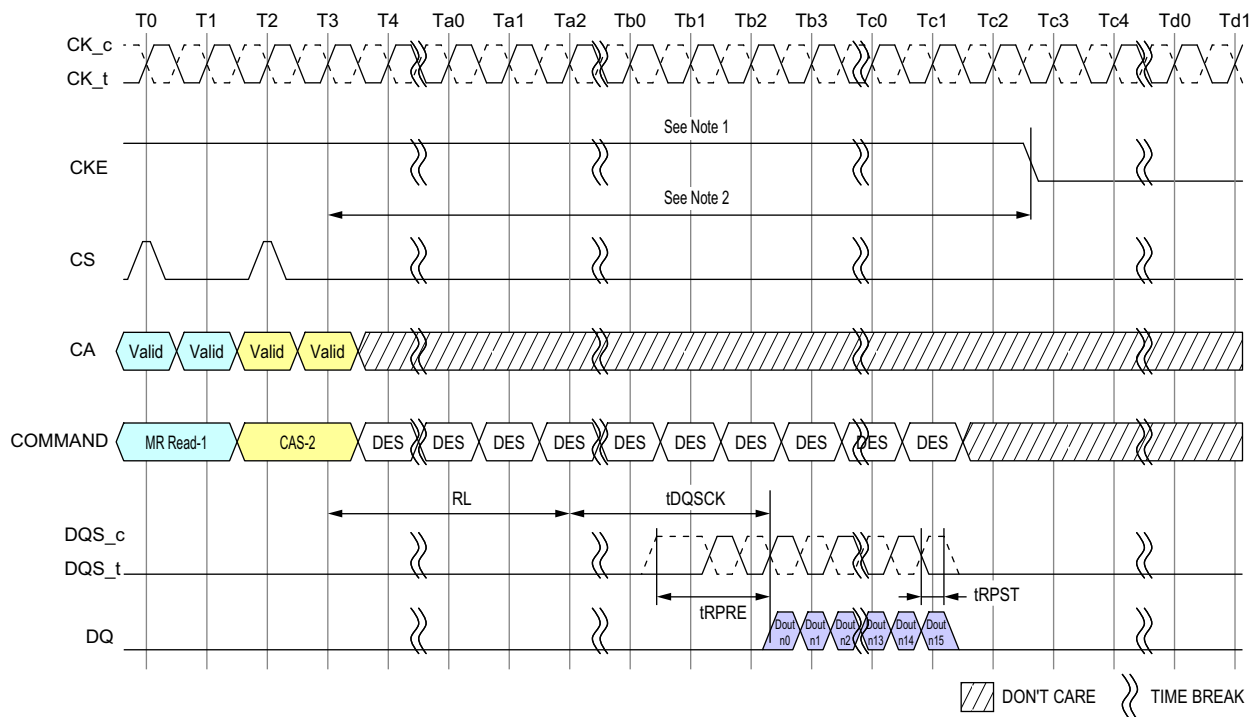 T0 T1 T2 T3 T4 Ta0 Ta1 Ta2 Tb0 Tb1 Tb2 Tb3 Tc0 Tc1 Tc2 Tc3 Tc4 Td0 Td1
CK_c
CK_t
See Note 1
CKE
See Note 2
CS
CA Valid Valid Valid Valid
COMMAND MR Read-1 CAS-2 DES DES DES DES DES DES DES DES DES DES
RL tDQSCK
DQS_c
DQS_t
tRPRE tRPST
DQ Dout n0 Dout n1 Dout n2 Dout n13 Dout n14 Dout n15
DON'T CARE TIME BREAK